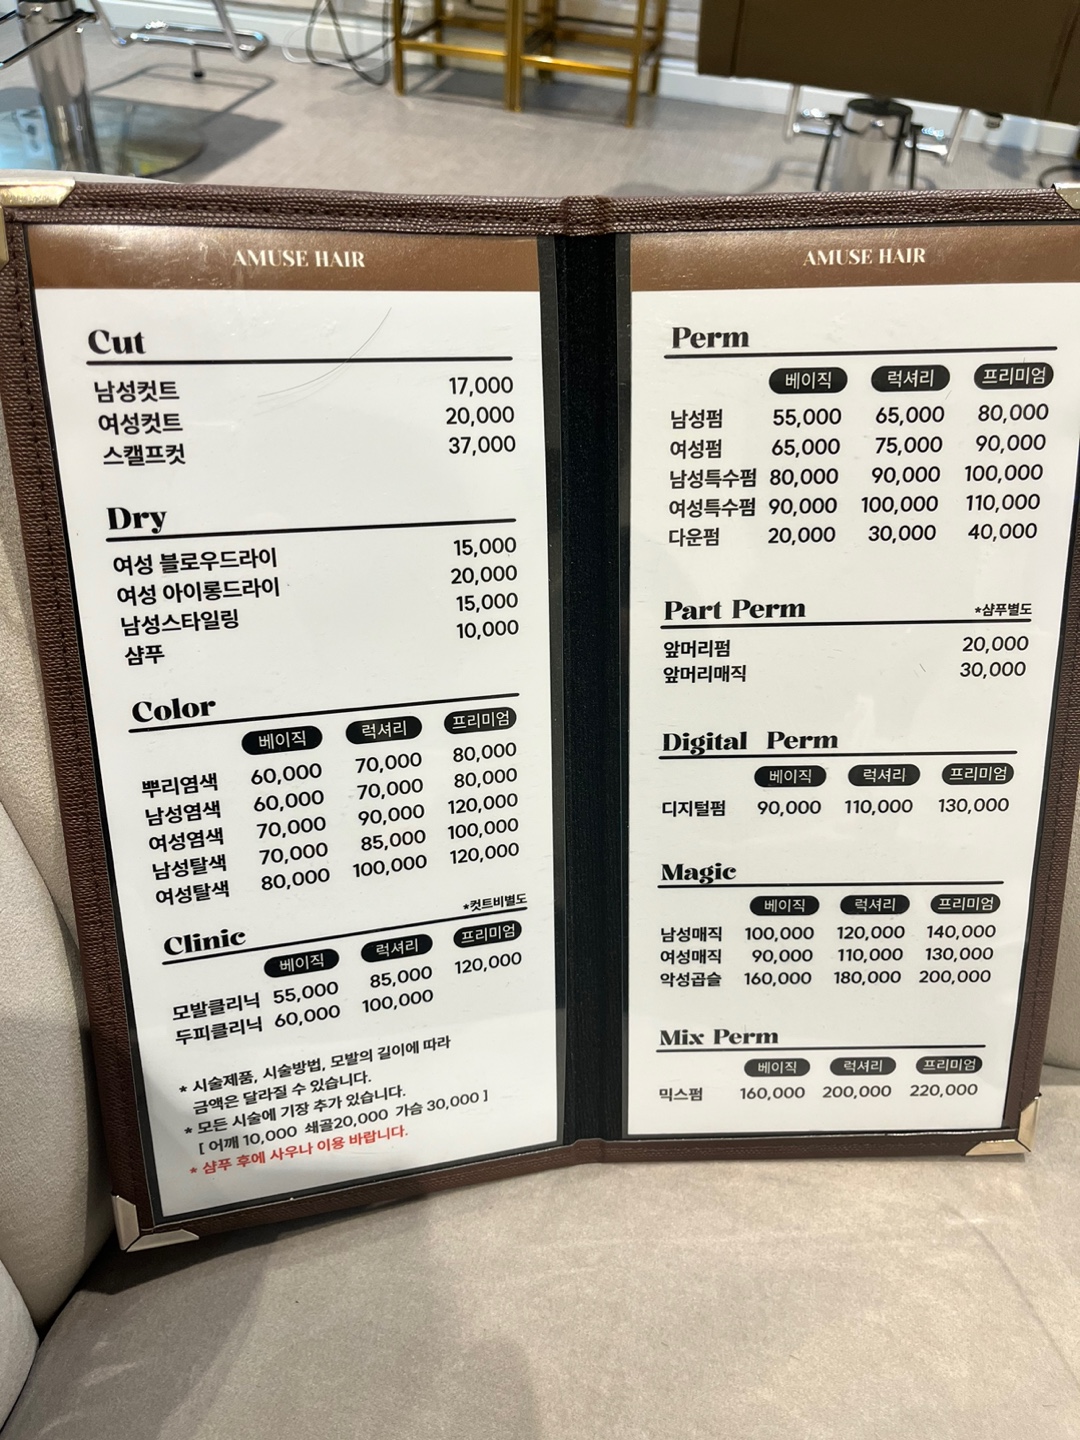 AMUSE HAIR
Cut
남성컷트 17,000
여성컷트 20,000
스캘프컷 37,000
Dry
여성 블로우드라이 15,000
여성 아이롱드라이 20,000
남성스타일링 15,000
샴푸 10,000
Color
베이직 럭셔리 프리미엄
뿌리염색 60,000 70,000 80,000
남성염색 60,000 70,000 80,000
여성염색 70,000 90,000 120,000
남성탈색 70,000 85,000 100,000
여성탈색 80,000 100,000 120,000
*컷트비별도
Clinic
베이직 럭셔리 프리미엄
모발클리닉 55,000 85,000 120,000
두피클리닉 60,000 100,000
* 시술제품, 시술방법, 모발의 길이에 따라
금액은 달라질 수 있습니다.
* 모든 시술에 기장 추가 있습니다.
[ 어깨 10,000 쇄골20,000 가슴 30,000 ]
* 샴푸 후에 사우나 이용 바랍니다.
AMUSE HAIR
Perm
베이직 럭셔리 프리미엄
남성펌 55,000 65,000 80,000
여성펌 65,000 75,000 90,000
남성특수펌 80,000 90,000 100,000
여성특수펌 90,000 100,000 110,000
다운펌 20,000 30,000 40,000
Part Perm *샴푸별도
앞머리펌 20,000
앞머리매직 30,000
Digital Perm
베이직 럭셔리 프리미엄
디지털펌 90,000 110,000 130,000
Magic
베이직 럭셔리 프리미엄
남성매직 100,000 120,000 140,000
여성매직 90,000 110,000 130,000
악성곱슬 160,000 180,000 200,000
Mix Perm
베이직 럭셔리 프리미엄
믹스펌 160,000 200,000 220,000